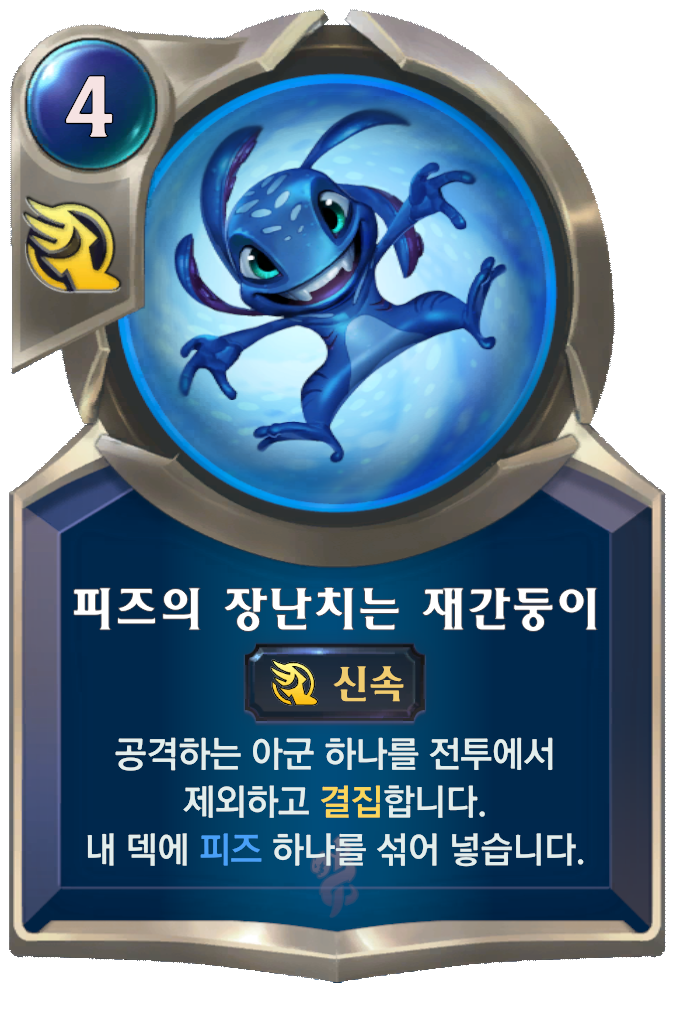 4
피즈의 장난치는 재간둥이
신속
공격하는 아군 하나를 전투에서
제외하고 결집합니다.
내 덱에 피즈 하나를 섞어 넣습니다.